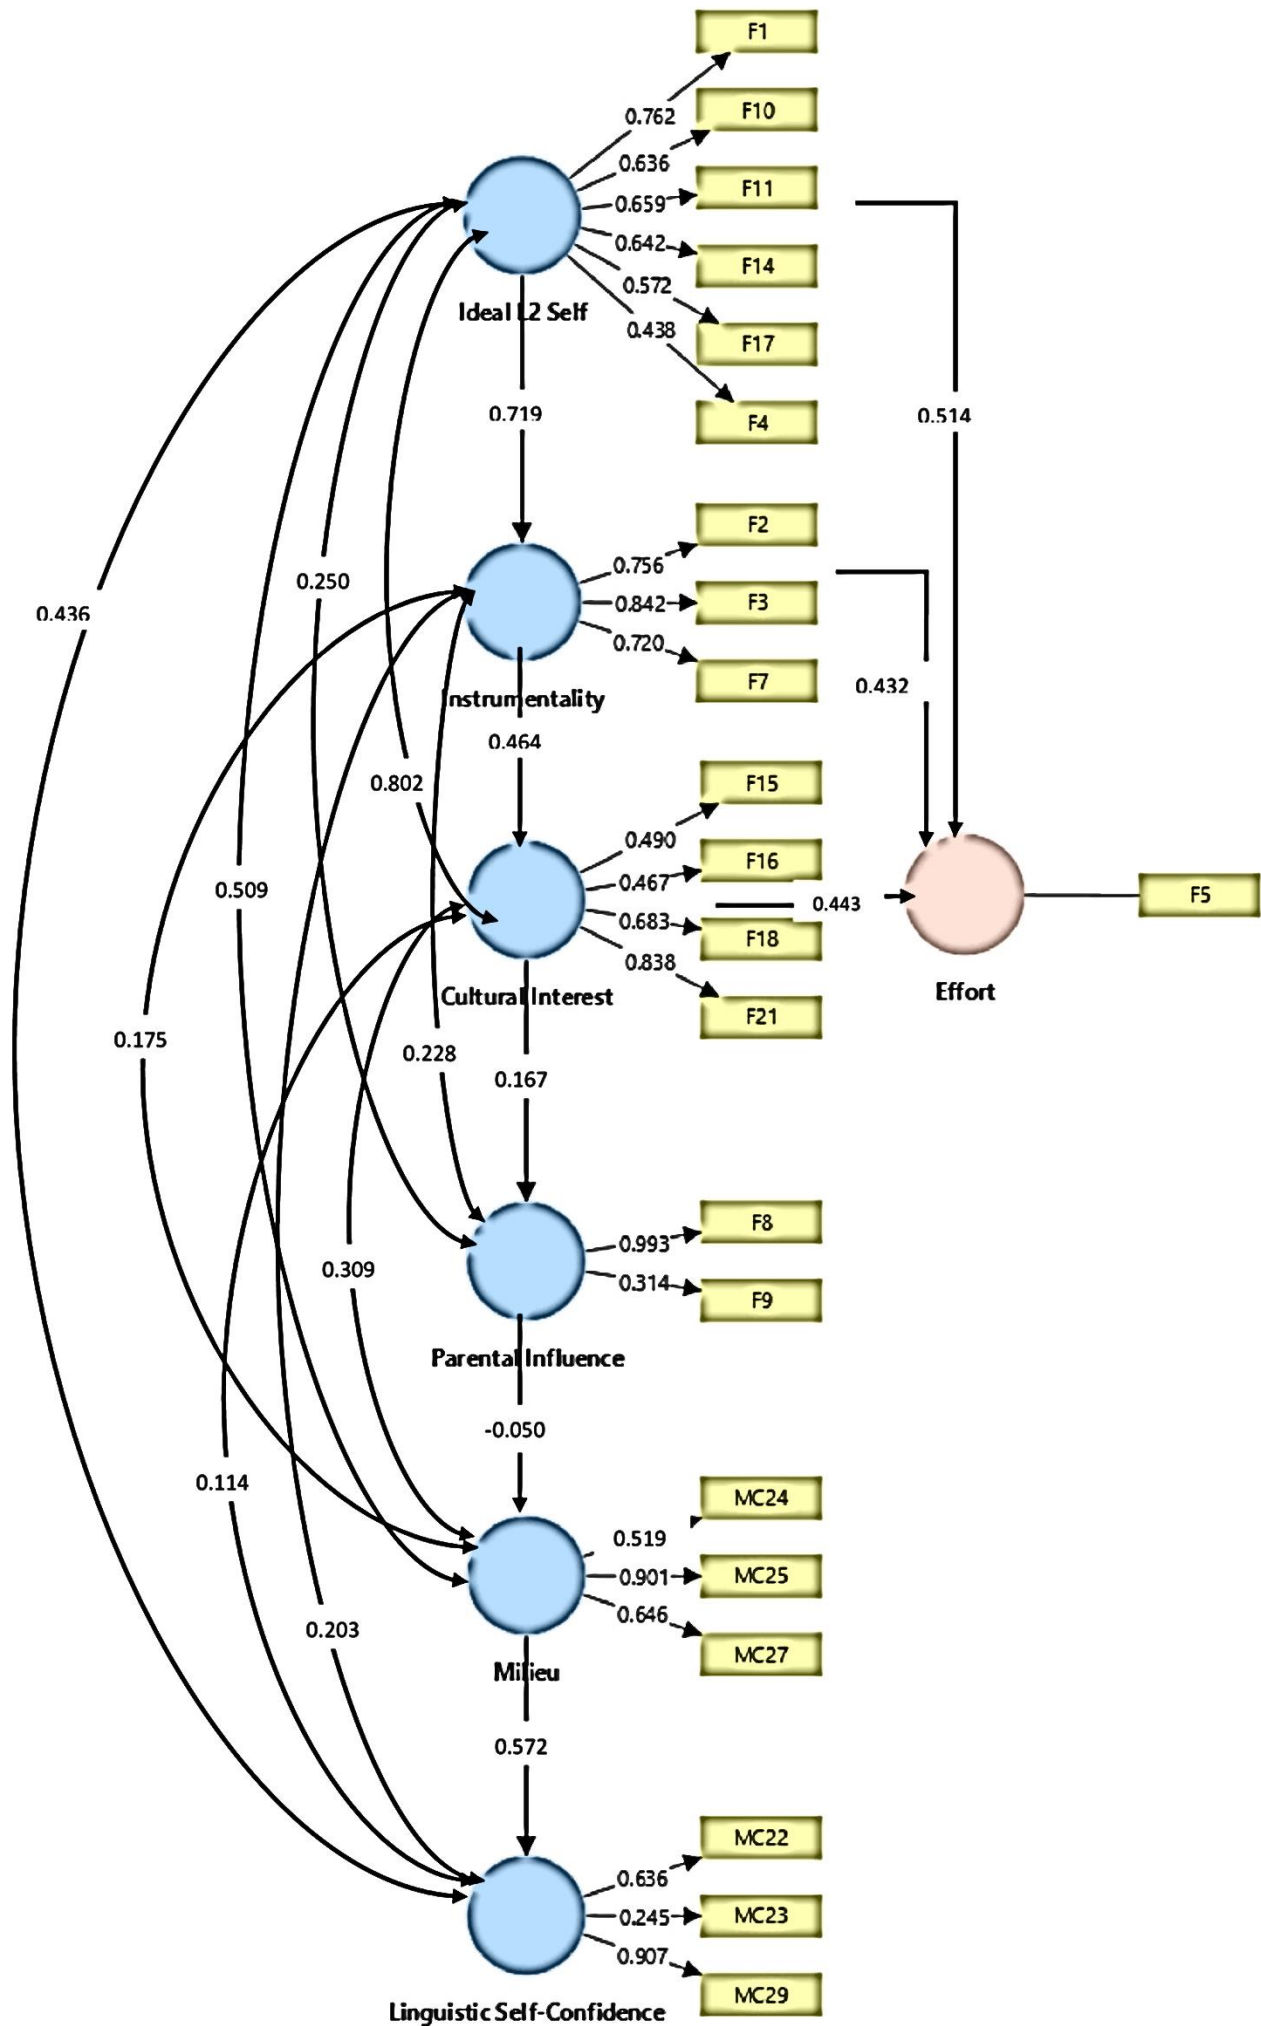 F1
0.762
F10
0.636
F11
0.659
0.642
F14
0.572
Ideal L2 Self
0.438
F17
0.719
0.514
F4
F2
0.756
0.250
0.842
F3
0.436
0.720
F7
0.432
Instrumentality
0.464
0.802
F15
0.490
F16
0.509
0.467
0.443
F5
0.683
F18
0.838
Cultural Interest
Effort
F21
0.175
0.228
0.167
F8
0.993
0.309
0.314
F9
Parental Influence
-0.050
0.114
MC24
0.519
0.901
MC25
0.646
0.203
MC27
Milieu
0.572
MC22
0.636
0.245
MC23
0.907
MC29
Linguistic Self-Confidence